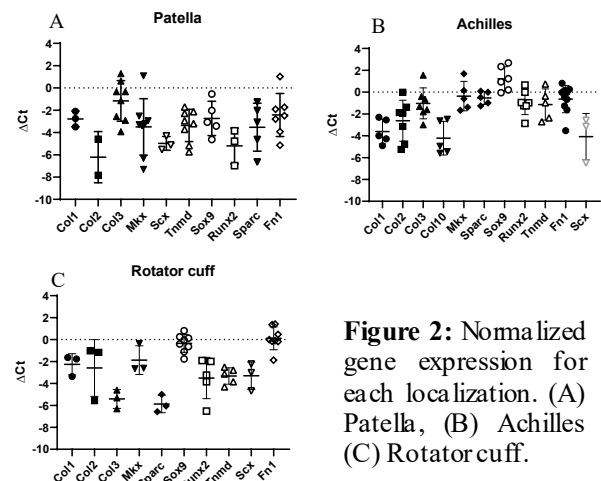 A
Patella
4
2
0
-2
-4
-6
-8
-10
ΔCt
Col1 Col2 Col3 Mkx Scx Tnmd Sox9 Runx2 Sparc Fn1
B
Achilles
4
2
0
-2
-4
-6
-8
-10
ΔCt
Col1 Col2 Col3 Col10 Mkx Sparc Sox9 Runx2 Tnmd Fn1 Scx
C
Rotator cuff
4
2
0
-2
-4
-6
-8
-10
ΔCt
Col1 Col2 Col3 Mkx Sparc Sox9 Runx2 Tnmd Scx Fn1
Figure 2: Normalized
gene expression for
each localization. (A)
Patella, (B) Achilles
(C) Rotator cuff.